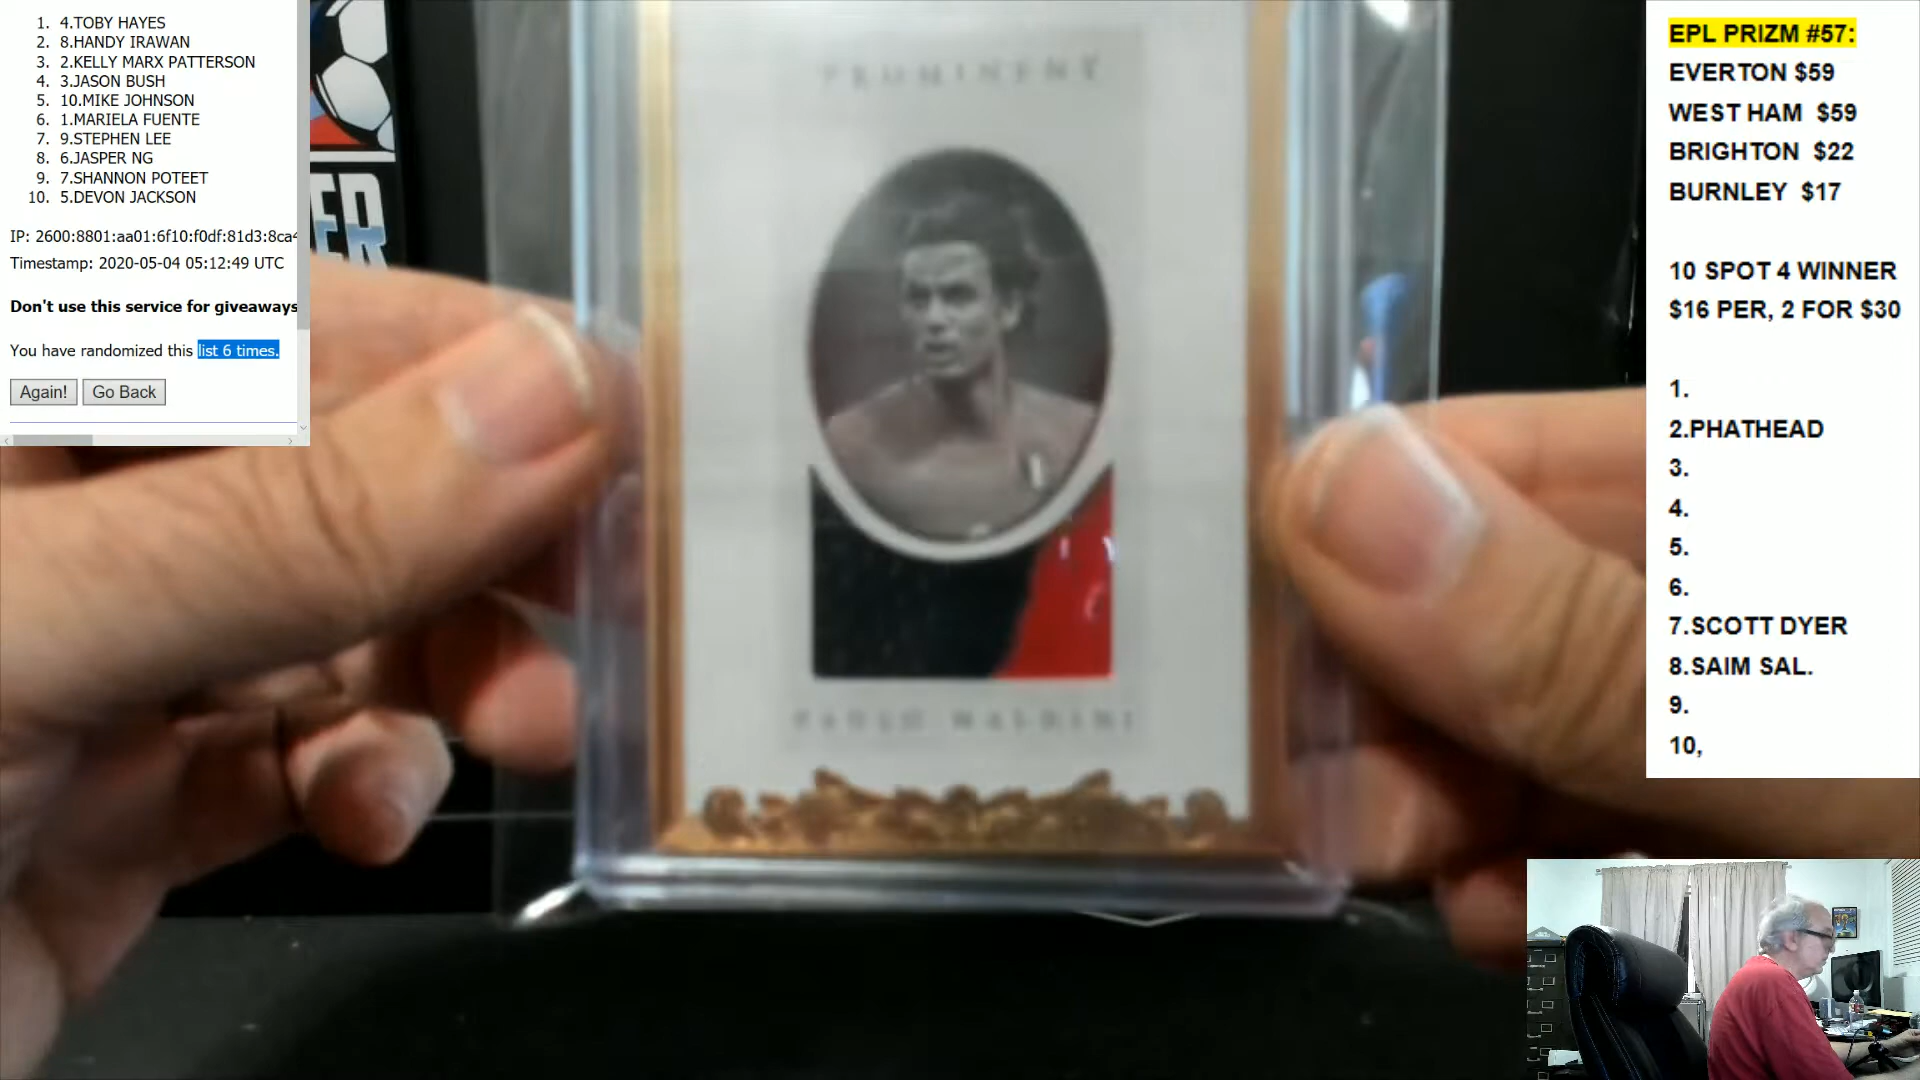 1. 4.TOBY HAYES
2. 8.HANDY IRAWAN
3. 2.KELLY MARX PATTERSON
4. 3.JASON BUSH
5. 10.MIKE JOHNSON
6. 1.MARIELA FUENTE
7. 9.STEPHEN LEE
8. 6.JASPER NG
9. 7.SHANNON POTEET
10. 5.DEVON JACKSON
IP: 2600:8801:aa01:6f10:f0df:81d3:8ca4
Timestamp: 2020-05-04 05:12:49 UTC
Don't use this service for giveaways
You have randomized this list 6 times.
Again! Go Back
ER
PROMINENT
PAOLO MALDINI
EPL PRIZM #57:
EVERTON $59
WEST HAM $59
BRIGHTON $22
BURNLEY $17
10 SPOT 4 WINNER
$16 PER, 2 FOR $30
1.
2.PHATHEAD
3.
4.
5.
6.
7.SCOTT DYER
8.SAIM SAL.
9.
10,